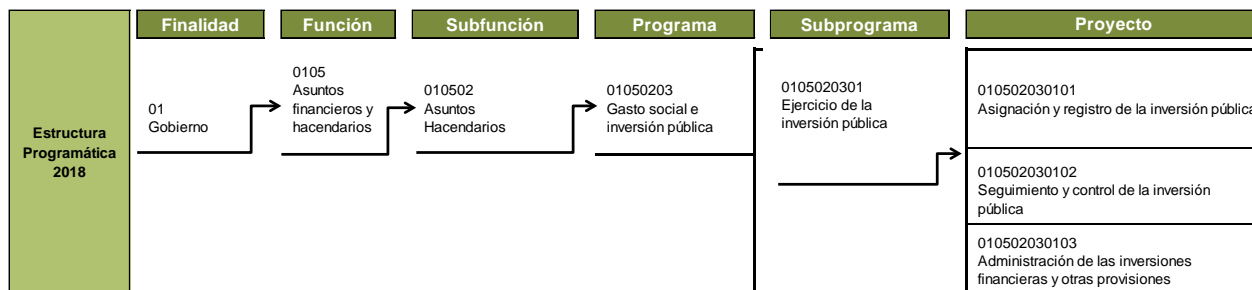 Finalidad
Función
Subfunción
Programa
Subprograma
Proyecto
Estructura
Programática
2018
01
Gobierno
0105
Asuntos
financieros y
hacendarios
010502
Asuntos
Hacendarios
01050203
Gasto social e
inversión pública
0105020301
Ejercicio de la
inversión pública
010502030101
Asignación y registro de la inversión pública
010502030102
Seguimiento y control de la inversión
pública
010502030103
Administración de las inversiones
financieras y otras provisiones